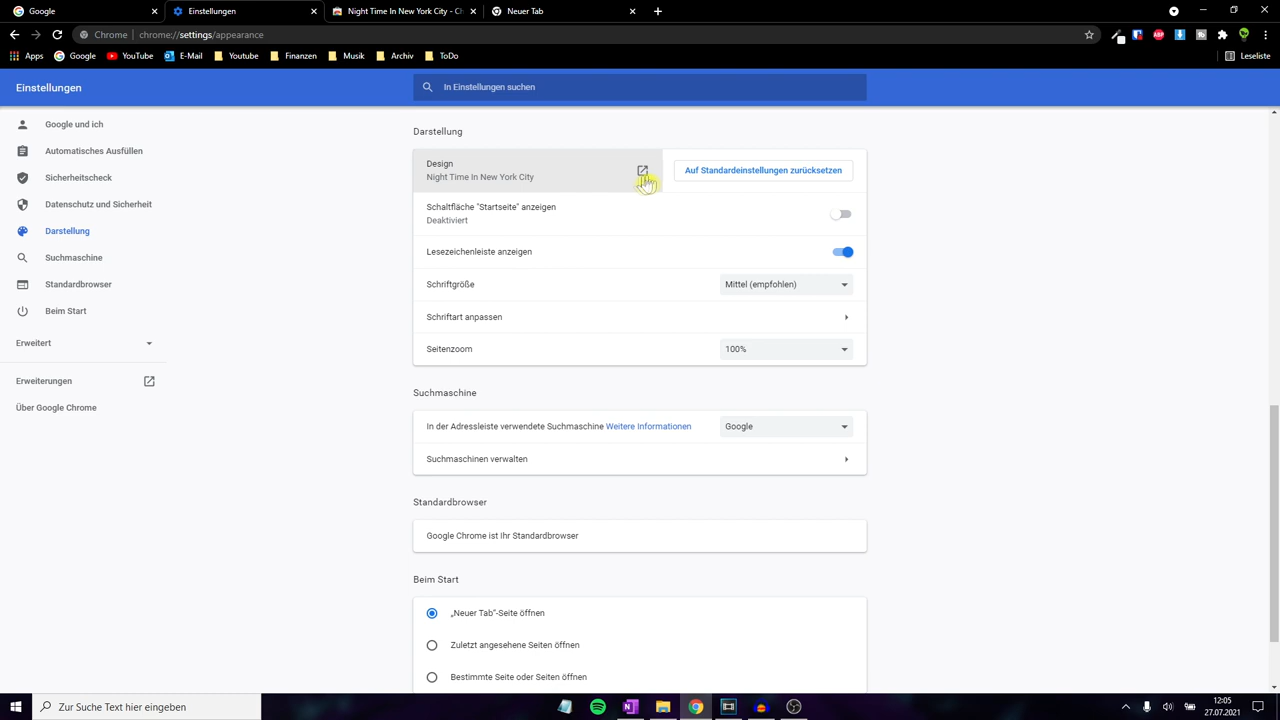 Google
Einstellungen
Night Time In New York City – Ch
New Tab
Chrome | chrome://settings/appearance
Apps
Google
YouTube
E-Mail
Youtube
Finanzen
Musik
Archiv
ToDo
Leseliste
Einstellungen
In Einstellungen suchen
Google und ich
Automatisches Ausfüllen
Sicherheitscheck
Datenschutz und Sicherheit
Darstellung
Suchmaschine
Standardbrowser
Beim Start
Erweitert
Erweiterungen
Über Google Chrome
Darstellung
Design
Night Time In New York City
Auf Standardeinstellungen zurücksetzen
Schaltfläche "Startseite" anzeigen
Deaktiviert
Lesezeichenleiste anzeigen
Schriftgröße
Mittel (empfohlen)
Schriftart anpassen
Seitenzoom
100%
Suchmaschine
In der Adressleiste verwendete Suchmaschine Weitere Informationen
Google
Suchmaschinen verwalten
Standardbrowser
Google Chrome ist Ihr Standardbrowser
Beim Start
„Neuer Tab"-Seite öffnen
Zuletzt angesehene Seiten öffnen
Bestimmte Seite oder Seiten öffnen
Zur Suche Text hier eingeben
12:05
27.07.2021